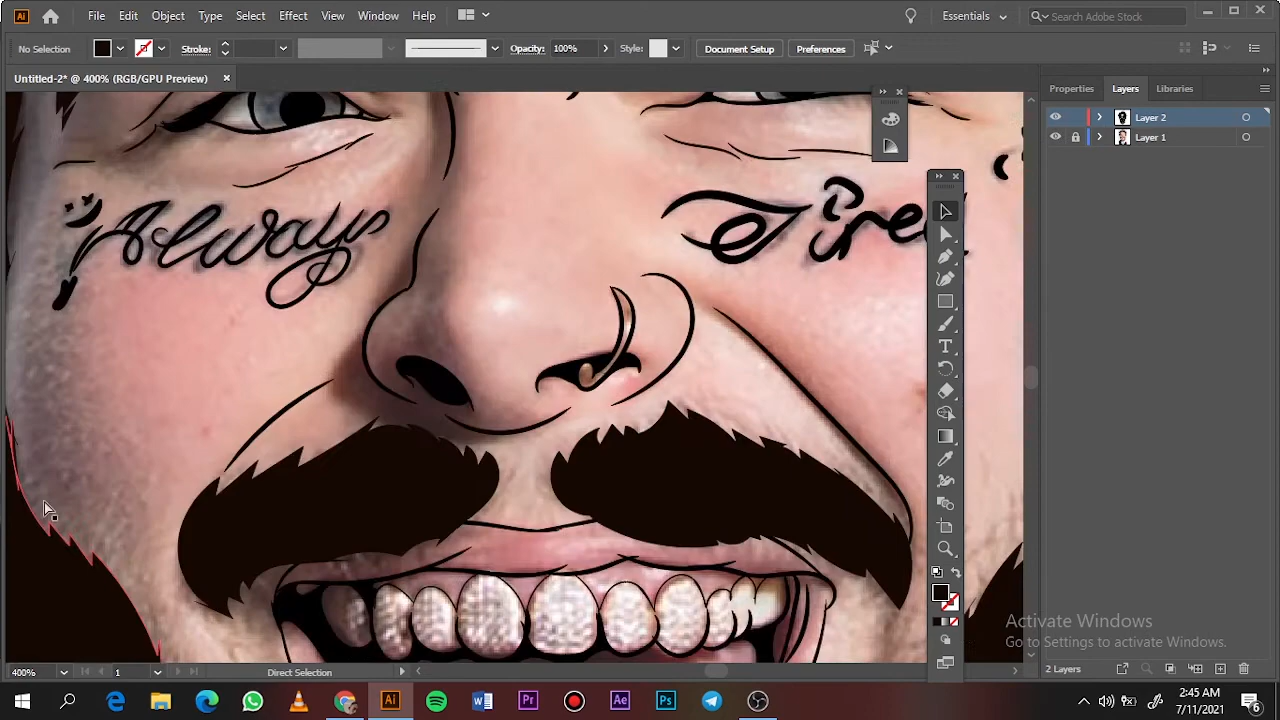 File Edit Object Type Select Effect View Window Help
Essentials
Search Adobe Stock
No Selection
Stroke:
Opacity: 100%
Style:
Document Setup
Preferences
Untitled-2* @ 400% (RGB/GPU Preview)
Properties Layers Libraries
Layer 2
Layer 1
Always
Activate Windows
Go to Settings to activate Windows.
400%
1
Direct Selection
2 Layers
2:45 AM
7/11/2021
6